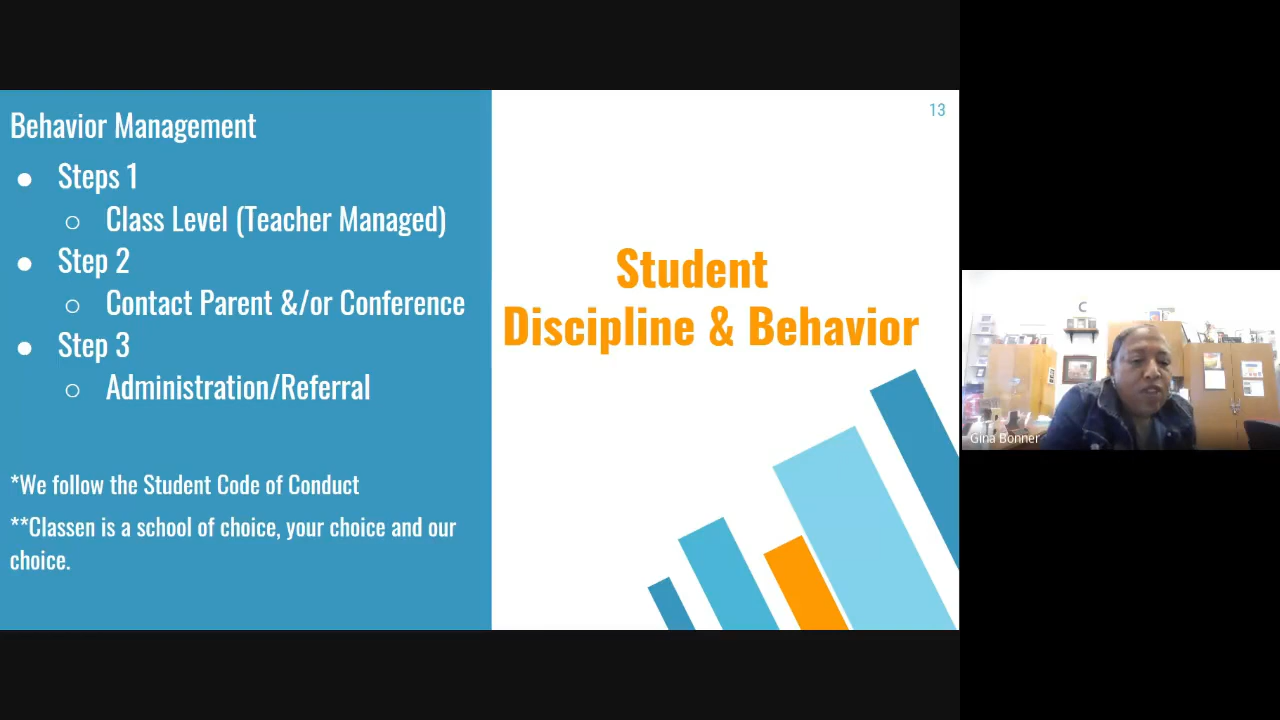 Behavior Management
● Steps 1
○ Class Level (Teacher Managed)
● Step 2
○ Contact Parent &/or Conference
● Step 3
○ Administration/Referral
*We follow the Student Code of Conduct
**Classen is a school of choice, your choice and our
choice.
13
Student
Discipline & Behavior
C
Gina Bonner